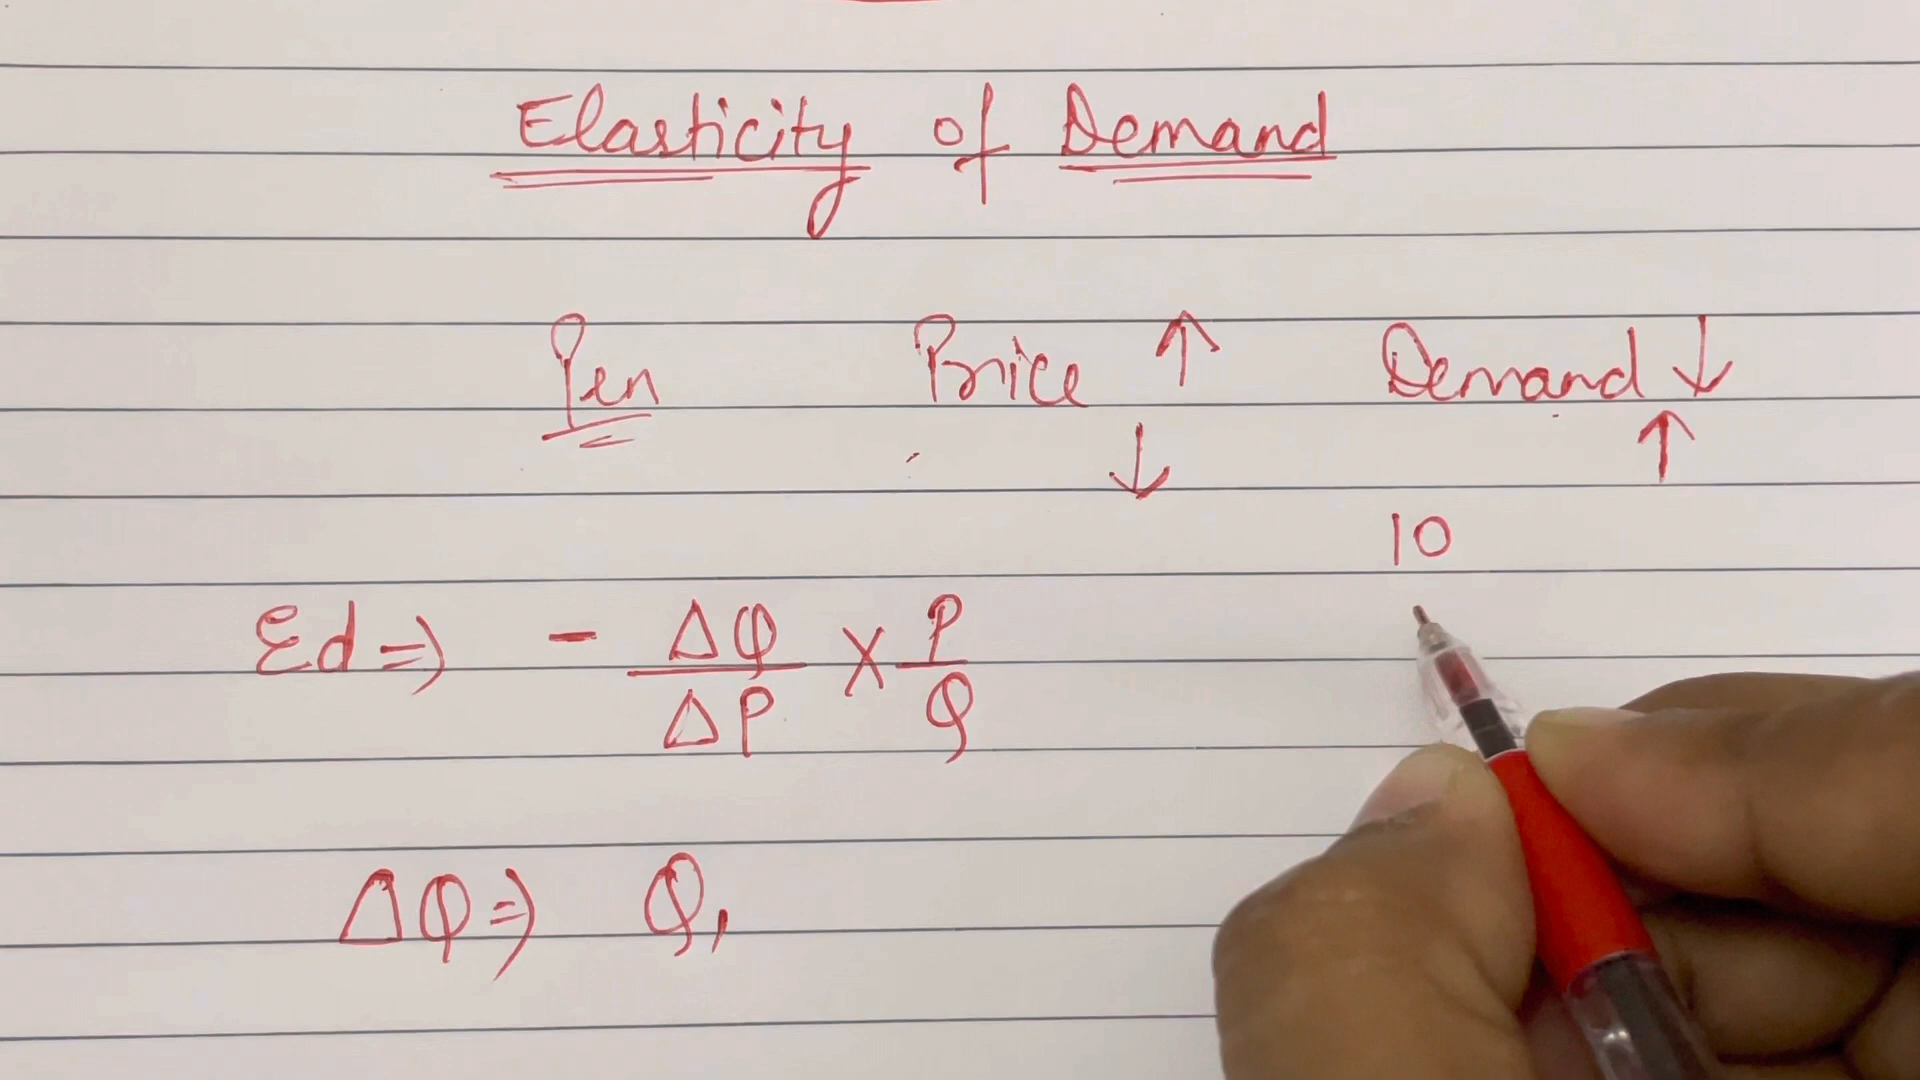 Elasticity of Demand
Pen Price ↑ Demand ↓
↓ ↑
10
Ed ⇒ - ΔQ/ΔP × P/Q
ΔQ ⇒ Q,